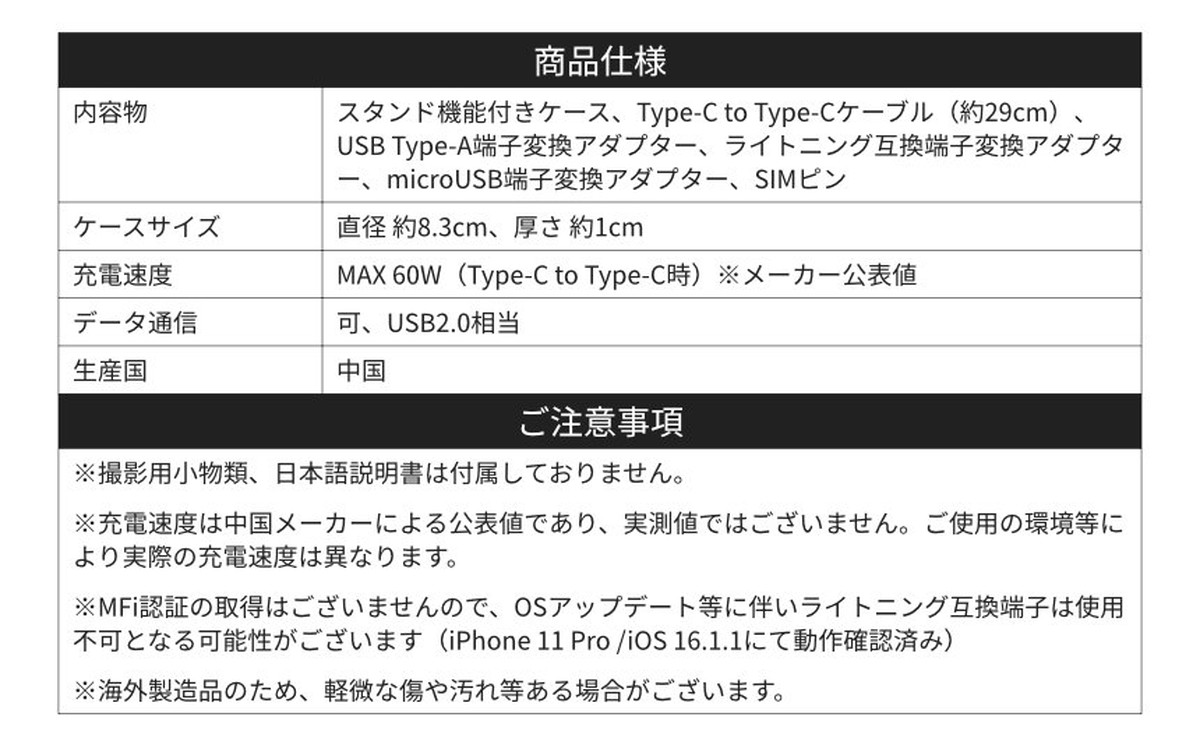 商品仕様
内容物
スタンド機能付きケース、Type-C to Type-Cケーブル（約29cm）、
USB Type-A端子変換アダプター、ライトニング互換端子変換アダプタ
ー、microUSB端子変換アダプター、SIMピン
ケースサイズ
直径 約8.3cm、厚さ 約1cm
充電速度
MAX 60W（Type-C to Type-C時）※メーカー公表値
データ通信
可、USB2.0相当
生産国
中国
ご注意事項
※撮影用小物類、日本語説明書は付属しておりません。
※充電速度は中国メーカーによる公表値であり、実測値ではございません。ご使用の環境等に
より実際の充電速度は異なります。
※MFi認証の取得はございませんので、OSアップデート等に伴いライトニング互換端子は使用
不可となる可能性がございます（iPhone 11 Pro /iOS 16.1.1にて動作確認済み）
※海外製造品のため、軽微な傷や汚れ等ある場合がございます。